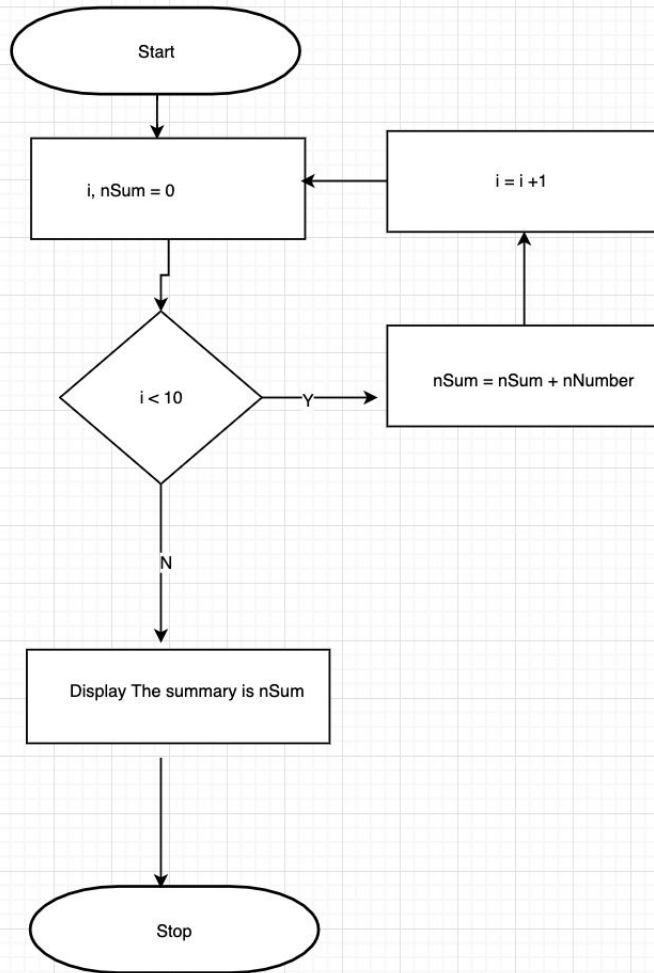 Start
i, nSum = 0
i = i +1
i < 10
Y
nSum = nSum + nNumber
N
Display The summary is nSum
Stop